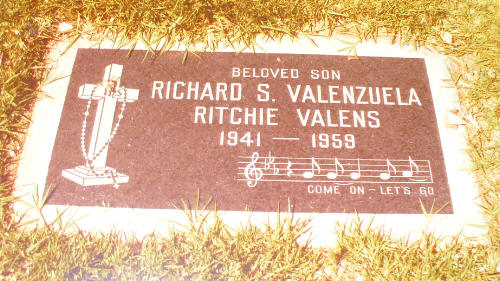 BELOVED SON
RICHARD S. VALENZUELA
RITCHIE VALENS
1941 — 1959
COME ON - LET'S GO